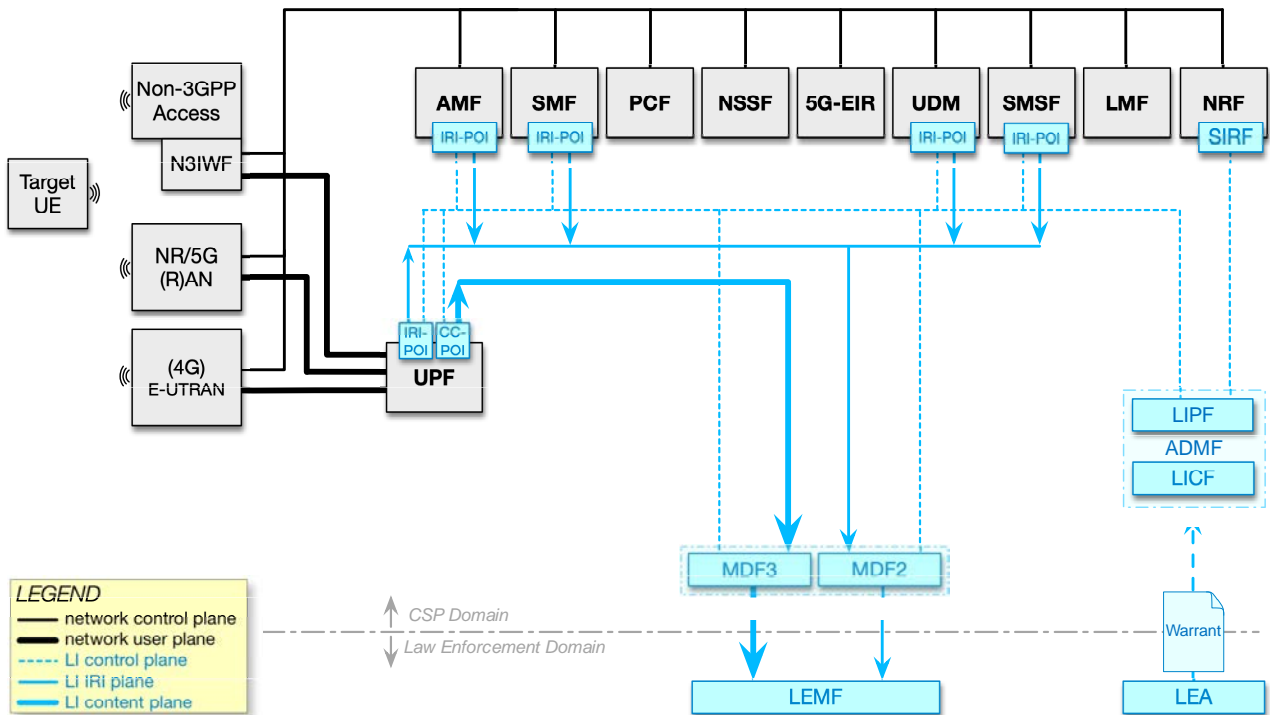 Non-3GPP
Access
N3IWF
Target
UE
NR/5G
(R)AN
(4G)
E-UTRAN
AMF
SMF
PCF
NSSF
5G-EIR
UDM
SMSF
LMF
NRF
IRI-POI
IRI-POI
IRI-POI
IRI-POI
SIRF
IRI-
POI
CC-
POI
UPF
LIPF
ADMF
LICF
MDF3
MDF2
LEGEND
network control plane
network user plane
LI control plane
LI IRI plane
LI content plane
CSP Domain
Law Enforcement Domain
Warrant
LEMF
LEA